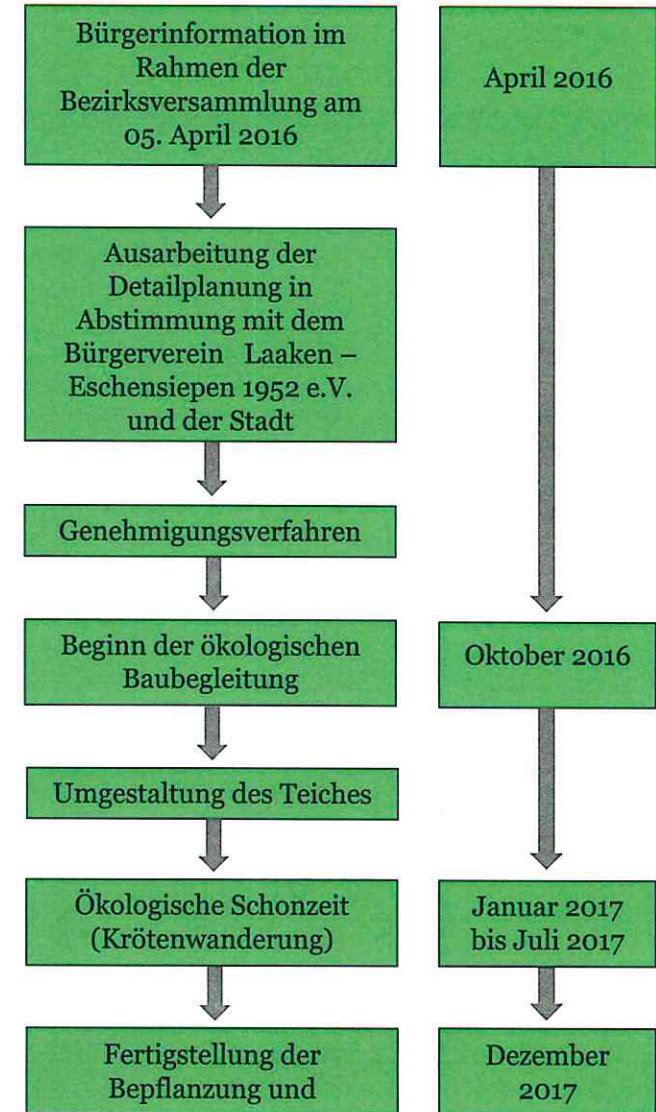 Bürgerinformation im
Rahmen der
Bezirksversammlung am
05. April 2016
April 2016
Ausarbeitung der
Detailplanung in
Abstimmung mit dem
Bürgerverein Laaken –
Eschensiepen 1952 e.V.
und der Stadt
Genehmigungsverfahren
Beginn der ökologischen
Baubegleitung
Oktober 2016
Umgestaltung des Teiches
Ökologische Schonzeit
(Krötenwanderung)
Januar 2017
bis Juli 2017
Fertigstellung der
Bepflanzung und
Dezember
2017